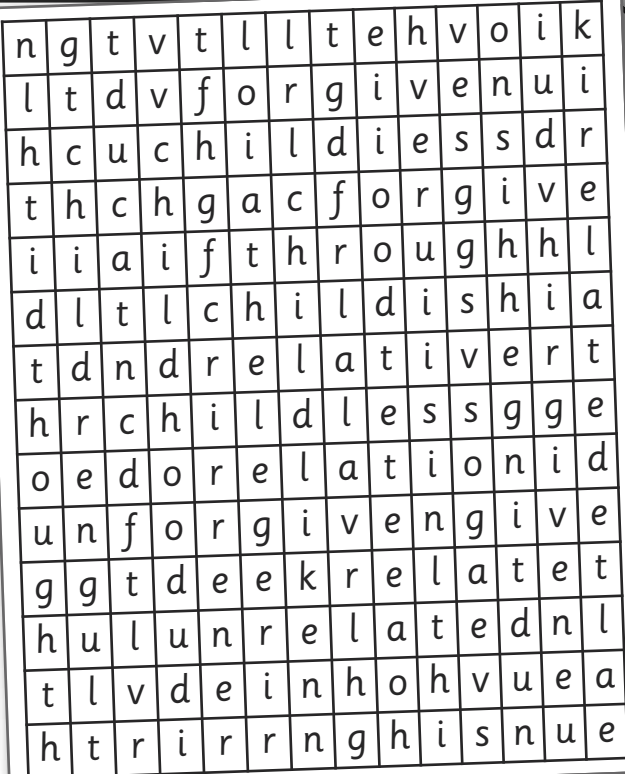 n g t v t l l t e h v o i k
l t d v f o r g i v e n u i
h c u c h i l d i e s s d r
t h c h g a c f o r g i v e
i i a i f t h r o u g h h l
d l t l c h i l d i s h i a
t d n d r e l a t i v e r t
h r c h i l d l e s s g g e
o e d o r e l a t i o n i d
u n f o r g i v e n g i v e
g g t d e e k r e l a t e t
h u l u n r e l a t e d n l
t l v d e i n h o h v u e a
h t r i r r n g h i s n u e